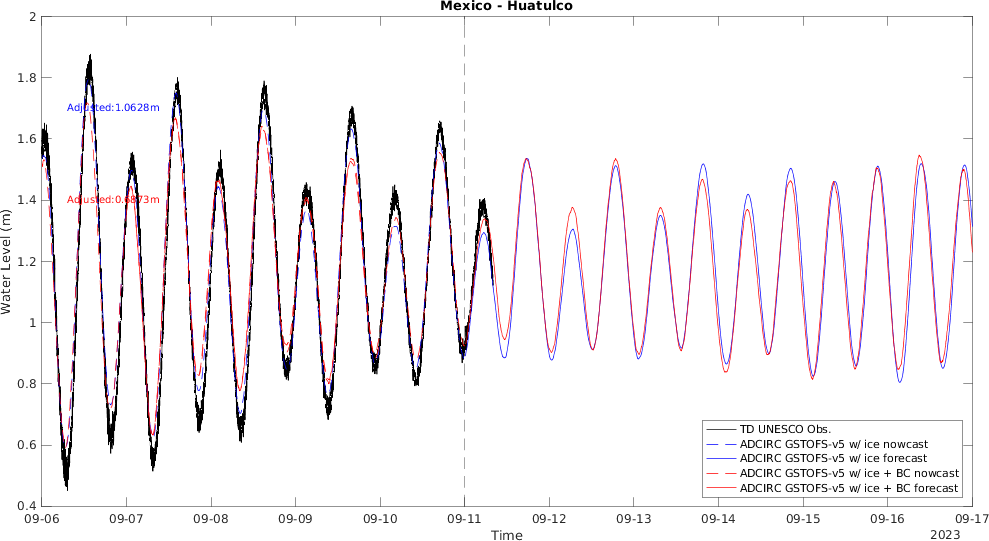 Mexico - Huatulco
2
1.8
1.6
1.4
1.2
1
0.8
0.6
0.4
Water Level (m)
Adjusted:1.0628m
Adjusted:0.6873m
TD UNESCO Obs.
ADCIRC GSTOFS-v5 w/ ice nowcast
ADCIRC GSTOFS-v5 w/ ice forecast
ADCIRC GSTOFS-v5 w/ ice + BC nowcast
ADCIRC GSTOFS-v5 w/ ice + BC forecast
09-06 09-07 09-08 09-09 09-10 09-11 09-12 09-13 09-14 09-15 09-16 09-17
Time
2023